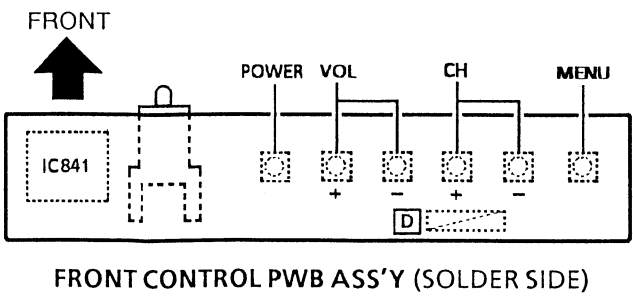 FRONT
POWER VOL CH MENU
IC841
+ − + −
D
FRONT CONTROL PWB ASS'Y (SOLDER SIDE)